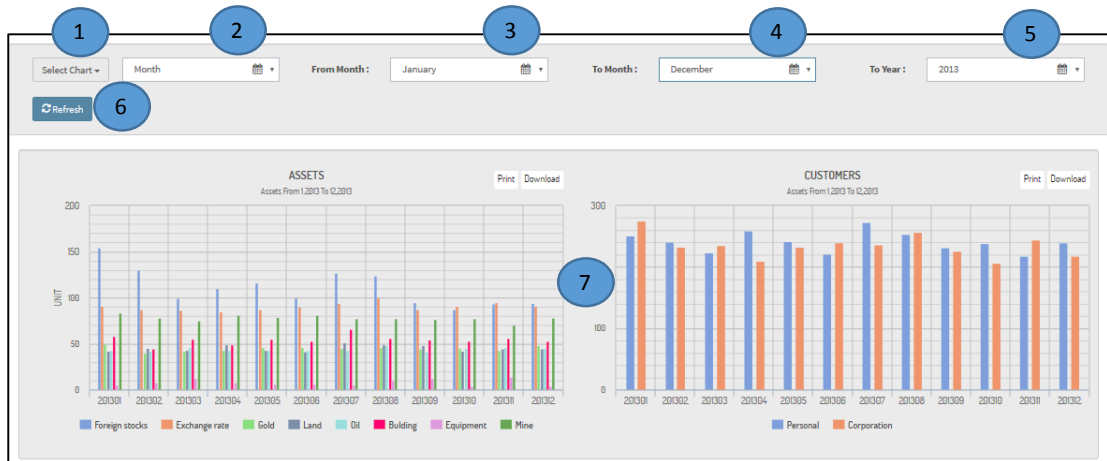 1
2
3
4
5
Select Chart
Month
From Month :
January
To Month :
December
To Year :
2013
Refresh
6
ASSETS
Assets From 1,2013 To 12,2013
Print
Download
200
150
100
50
0
UNIT
201301 201302 201303 201304 201305 201306 201307 201308 201309 201310 201311 201312
Foreign stocks Exchange rate Gold Land Oil Bulding Equipment Mine
7
CUSTOMERS
Assets From 1,2013 To 12,2013
Print
Download
300
100
0
201301 201302 201303 201304 201305 201306 201307 201308 201309 201310 201311 201312
Personal Corporation